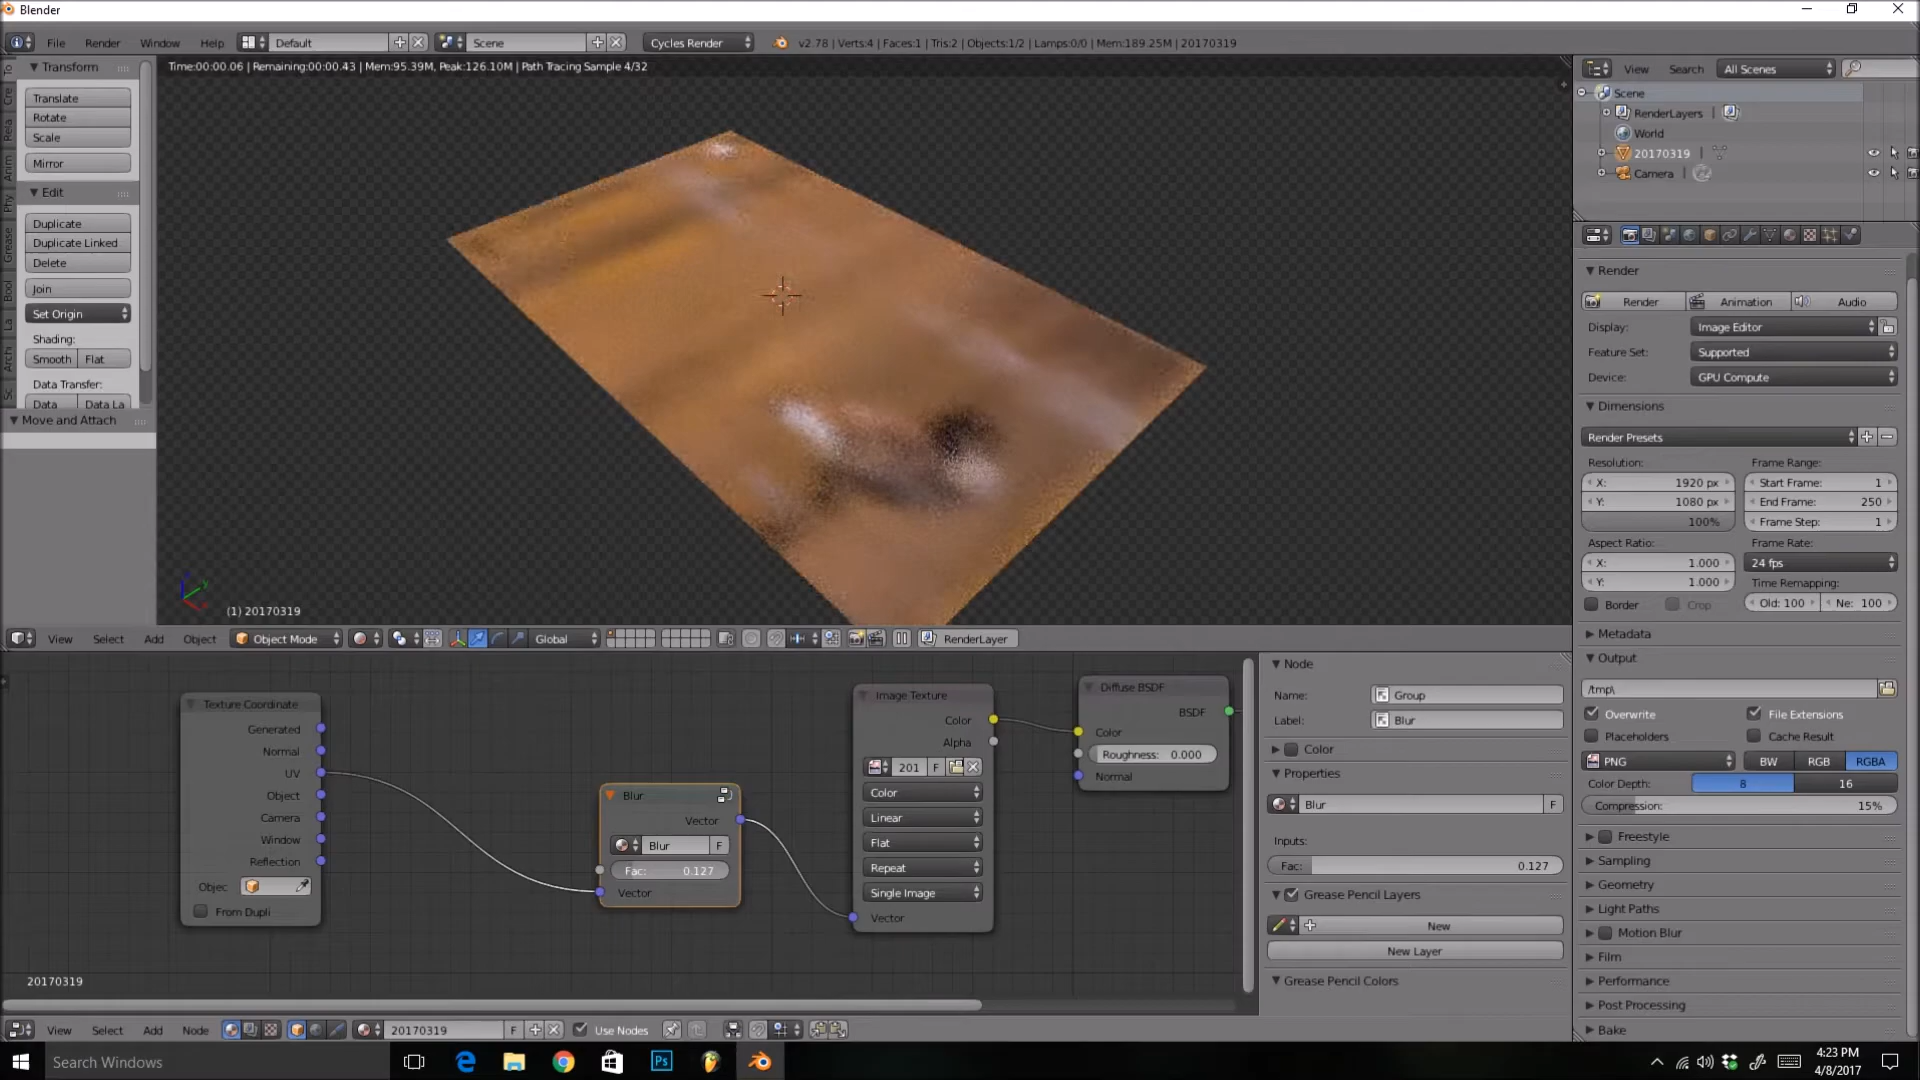 Blender
File Render Window Help Default Scene Cycles Render v2.78 | Verts:4 | Faces:1 | Tris:2 | Objects:1/2 | Lamps:0/0 | Mem:189.25M | 20170319
Time:00:00.06 | Remaining:00:00.43 | Mem:95.39M, Peak:126.10M | Path Tracing Sample 4/32
Transform
Translate
Rotate
Scale
Mirror
Edit
Duplicate
Duplicate Linked
Delete
Join
Set Origin
Shading:
Smooth Flat
Data Transfer:
Data Data La
Move and Attach
To
Cre
Rela
Anim
Phy
Grease
Bool
La
Archi
Sc
(1) 20170319
View Select Add Object Object Mode Global RenderLayer
Texture Coordinate
Generated
Normal
UV
Object
Camera
Window
Reflection
Objec
From Dupli
Blur
Vector
Blur F
Fac: 0.127
Vector
Image Texture
Color
Alpha
201 F
Color
Linear
Flat
Repeat
Single Image
Vector
Diffuse BSDF
BSDF
Color
Roughness: 0.000
Normal
20170319
View Select Add Node 20170319 F Use Nodes
Node
Name: Group
Label: Blur
Color
Properties
Blur F
Inputs:
Fac: 0.127
Grease Pencil Layers
New
New Layer
Grease Pencil Colors
View Search All Scenes
Scene
RenderLayers |
World
20170319 |
Camera |
Render
Render Animation Audio
Display: Image Editor
Feature Set: Supported
Device: GPU Compute
Dimensions
Render Presets
Resolution: Frame Range:
X: 1920 px Start Frame: 1
Y: 1080 px End Frame: 250
100% Frame Step: 1
Aspect Ratio: Frame Rate:
X: 1.000 24 fps
Y: 1.000 Time Remapping:
Border Crop Old: 100 Ne: 100
Metadata
Output
/tmp\
Overwrite File Extensions
Placeholders Cache Result
PNG BW RGB RGBA
Color Depth: 8 16
Compression: 15%
Freestyle
Sampling
Geometry
Light Paths
Motion Blur
Film
Performance
Post Processing
Bake
Search Windows
Ps
4:23 PM
4/8/2017